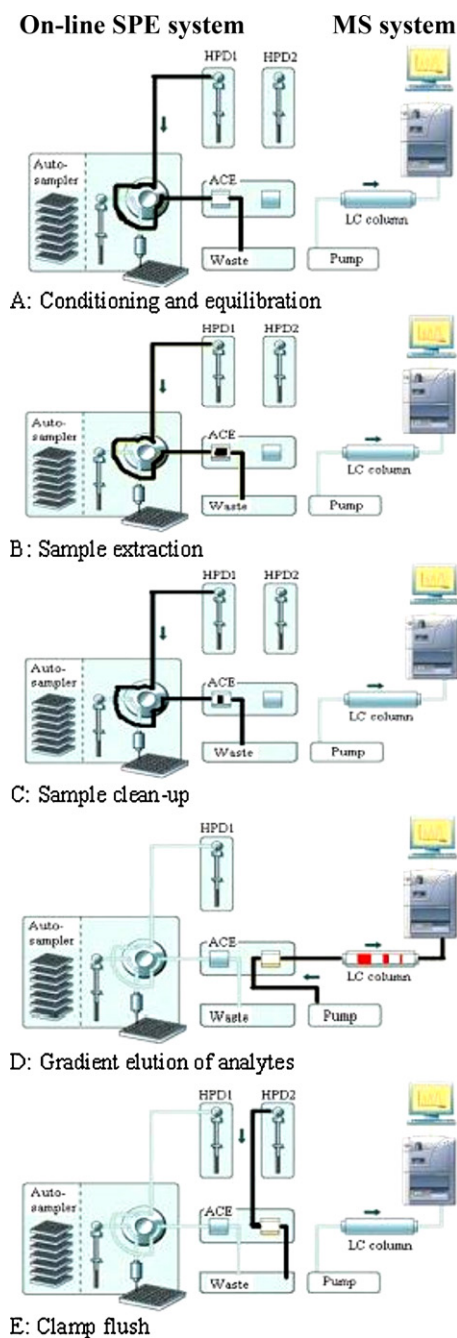 On-line SPE system MS system
HPD1 HPD2
Auto-
sampler
ACE
LC column
Waste Pump
A: Conditioning and equilibration
HPD1 HPD2
Auto-
sampler
ACE
LC column
Waste Pump
B: Sample extraction
HPD1 HPD2
Auto-
sampler
ACE
LC column
Waste Pump
C: Sample clean-up
HPD1
Auto-
sampler
ACE
LC column
Waste Pump
D: Gradient elution of analytes
HPD1 HPD2
Auto-
sampler
ACE
LC column
Waste Pump
E: Clamp flush